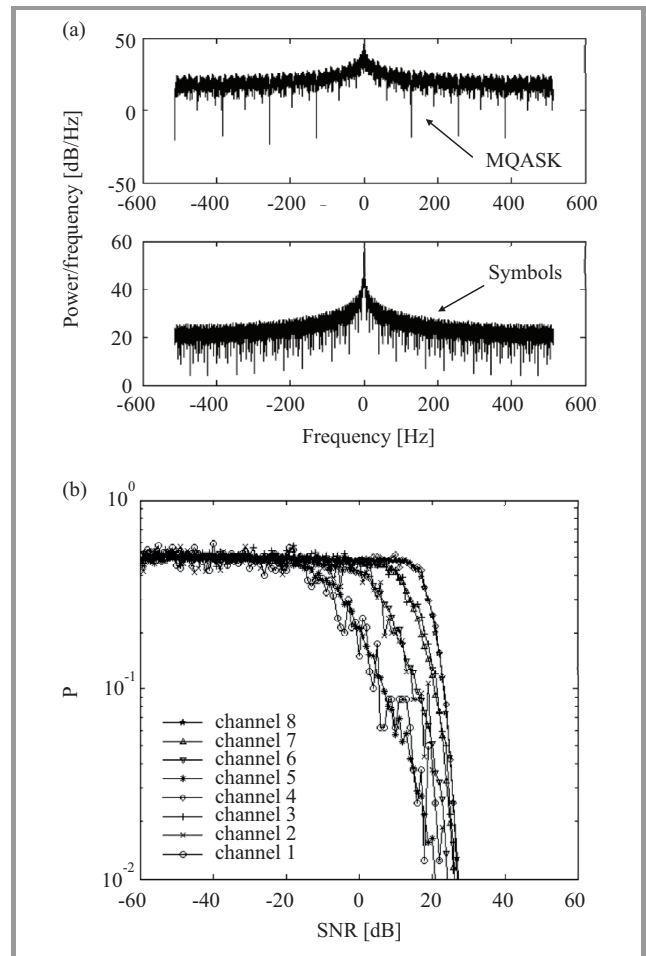 (a)
50
0
-50
-600 -400 -200 0 200 400 600
MQASK
Power/frequency [dB/Hz]
60
40
20
0
Symbols
-600 -400 -200 0 200 400 600
Frequency [Hz]
(b)
10^0
10^-1
10^-2
P
channel 8
channel 7
channel 6
channel 5
channel 4
channel 3
channel 2
channel 1
-60 -40 -20 0 20 40 60
SNR [dB]